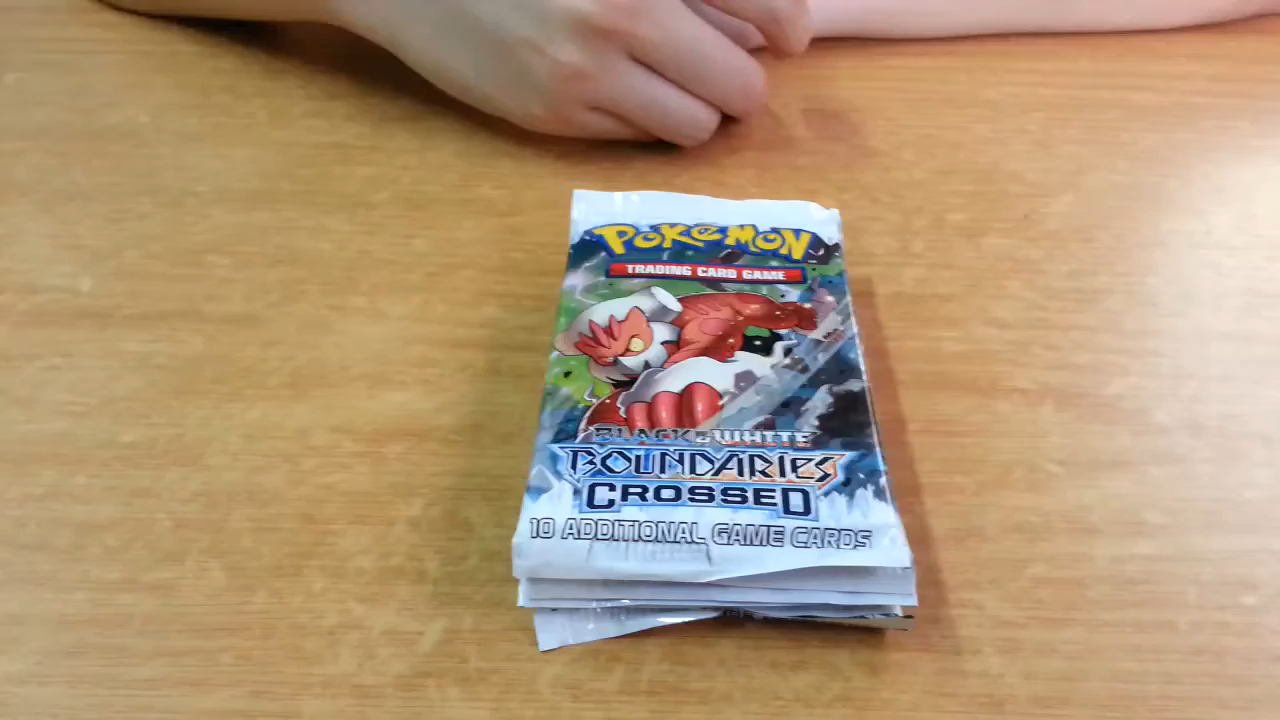 POKéMON
TRADING CARD GAME
BLACK & WHITE
BOUNDARIES
CROSSED
10 ADDITIONAL GAME CARDS